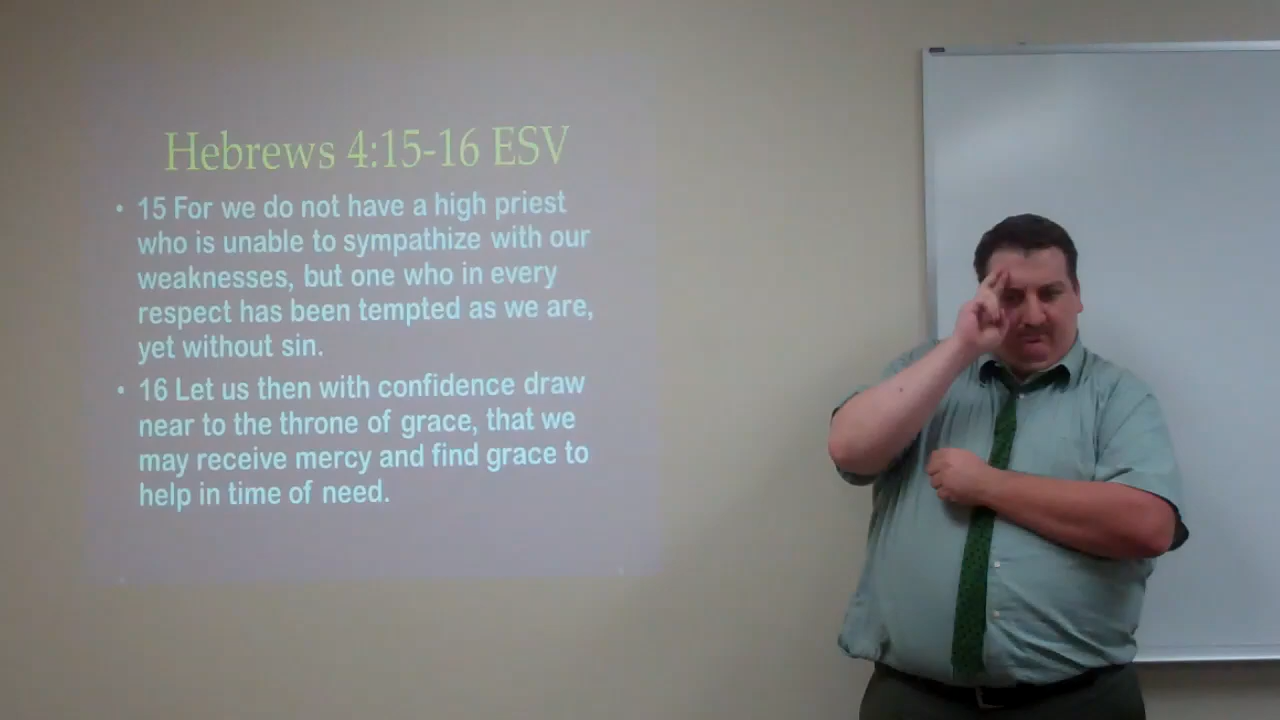 Hebrews 4:15-16 ESV
• 15 For we do not have a high priest
who is unable to sympathize with our
weaknesses, but one who in every
respect has been tempted as we are,
yet without sin.
• 16 Let us then with confidence draw
near to the throne of grace, that we
may receive mercy and find grace to
help in time of need.